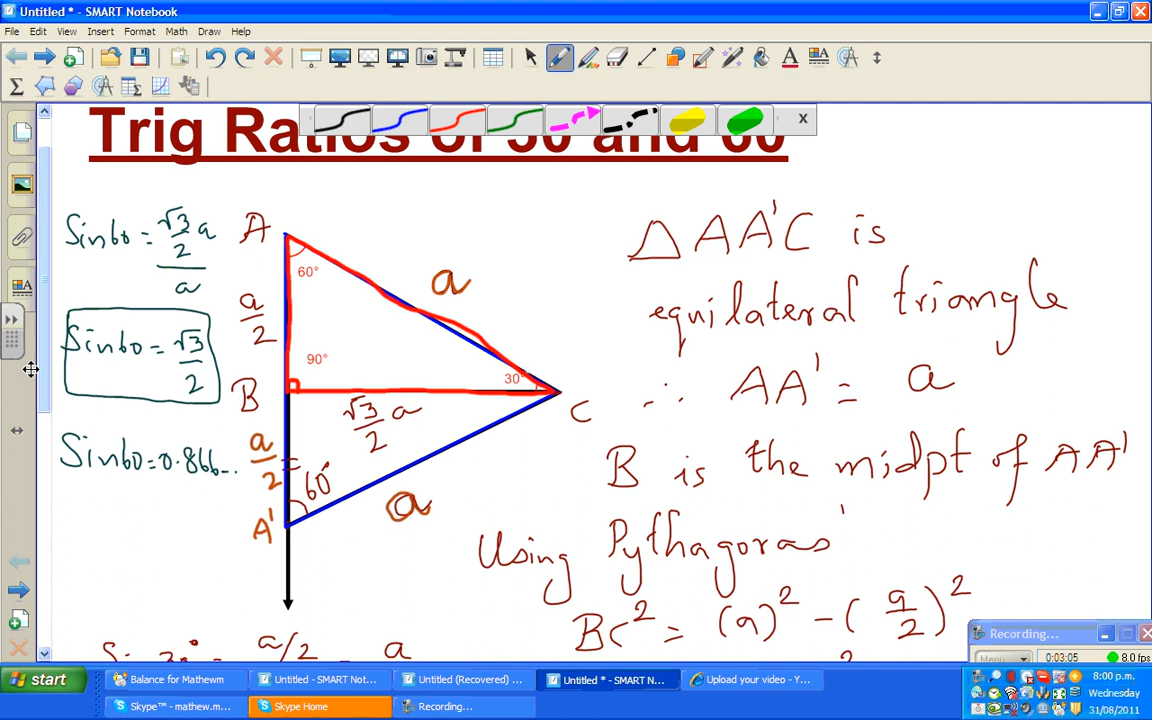 Untitled * - SMART Notebook
File Edit View Insert Format Math Draw Help
Trig Ratios of 30 and 60
Sin60 = √3/2 a / a
Sin60 = √3/2
Sin60=0.866-..
A
60°
a
a/2
90°
30°
B
C
√3/2 a
a/2 =
60°
a
A'
Δ AA'C is
equilateral triangle
∴ AA' = a
B is the midpt of AA'
Using Pythagoras'
BC² = (a)² - (a/2)²
a/2
a
Recording...
Menu
0:03:05
8.0 fps
start
Balance for Mathewm
Untitled - SMART Not...
Untitled (Recovered) ...
Untitled * - SMART N...
Upload your video - Y...
Skype™ - mathew.m...
Skype Home
Recording...
8:00 p.m.
Wednesday
31/08/2011